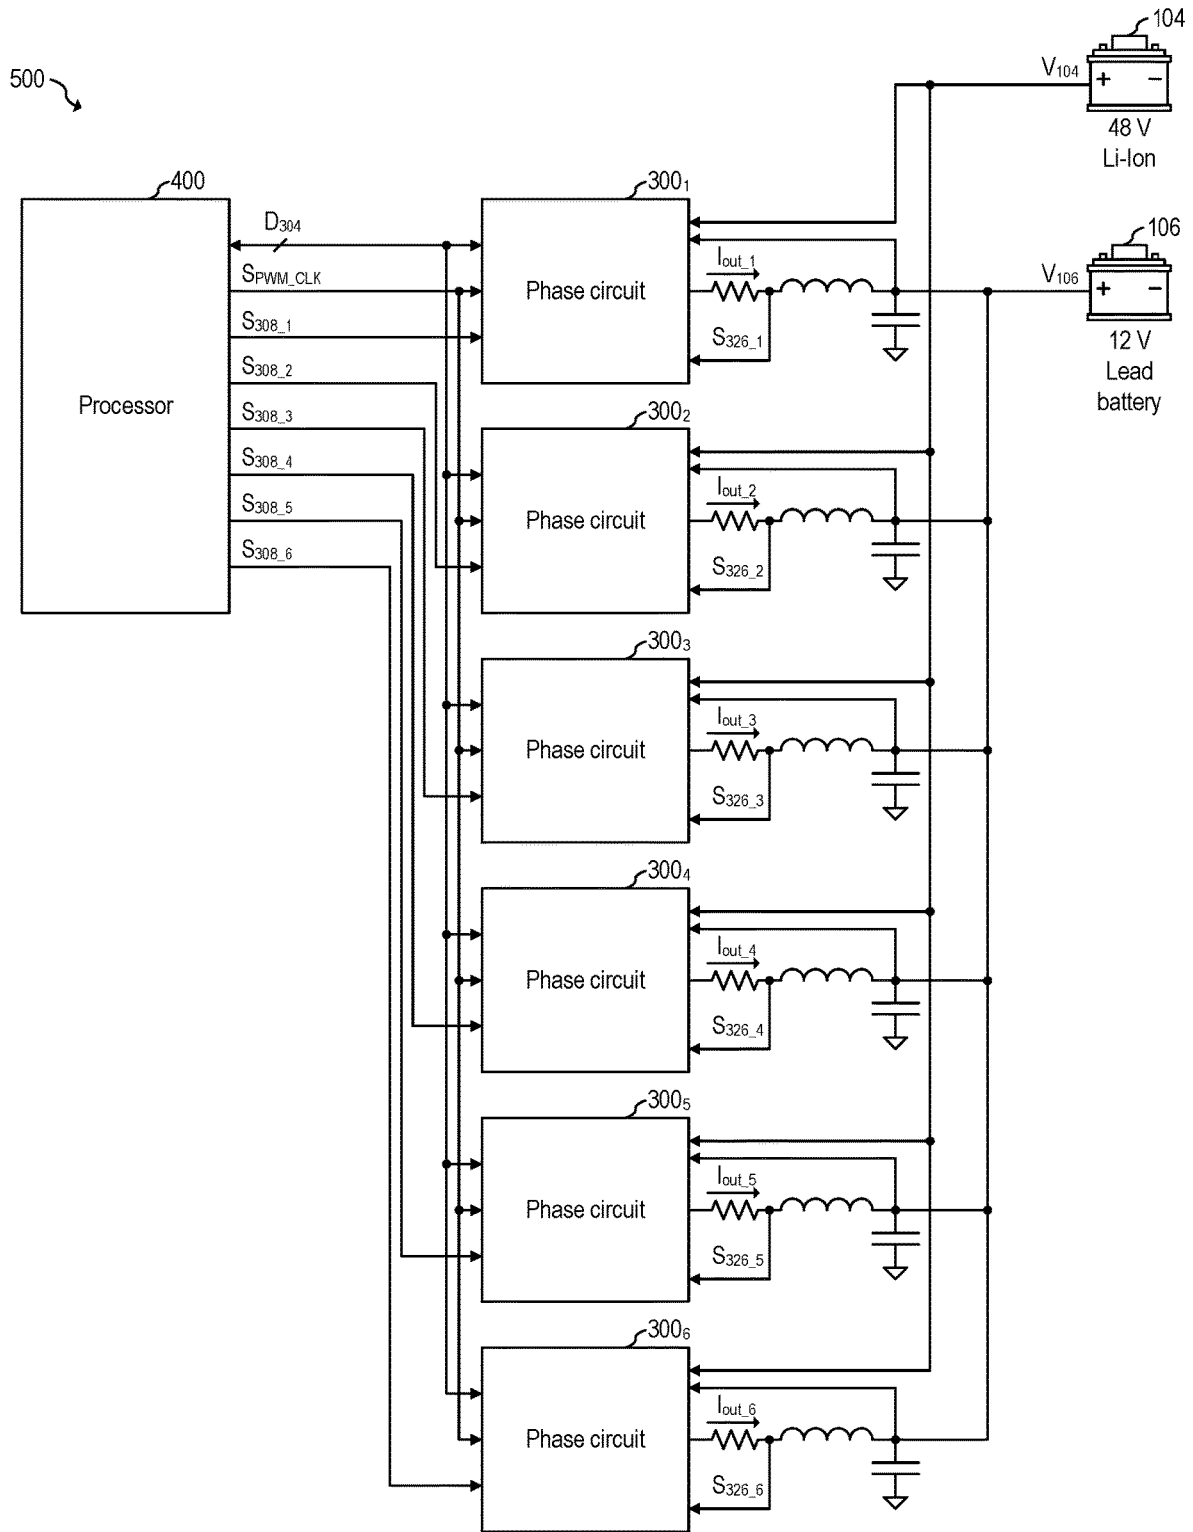 500
104
V104
+ −
48 V
Li-Ion
400
D304
SPWM_CLK
S308_1
S308_2
S308_3
S308_4
S308_5
S308_6
Processor
3001
Phase circuit
Iout_1
S326_1
106
V106
+ −
12 V
Lead
battery
3002
Phase circuit
Iout_2
S326_2
3003
Phase circuit
Iout_3
S326_3
3004
Phase circuit
Iout_4
S326_4
3005
Phase circuit
Iout_5
S326_5
3006
Phase circuit
Iout_6
S326_6